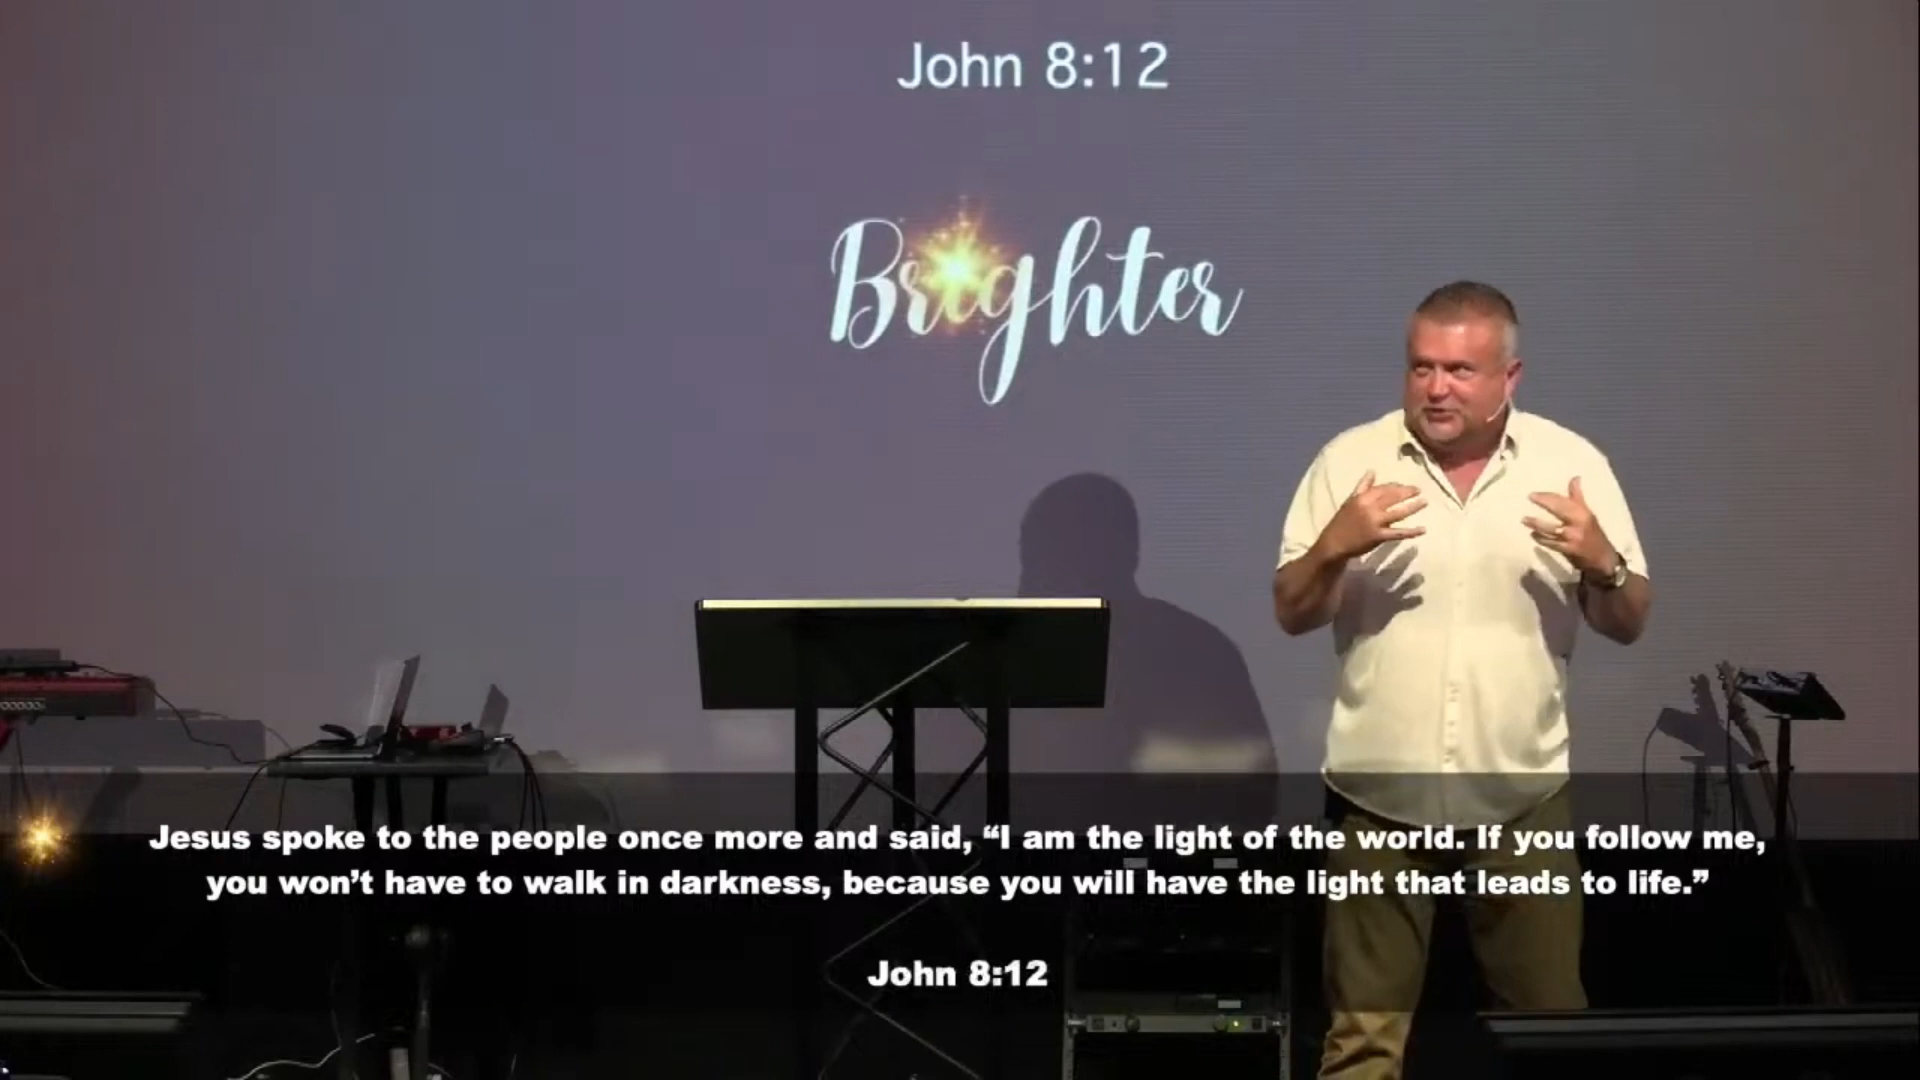 John 8:12
Brighter
Jesus spoke to the people once more and said, “I am the light of the world. If you follow me,
you won’t have to walk in darkness, because you will have the light that leads to life.”
John 8:12